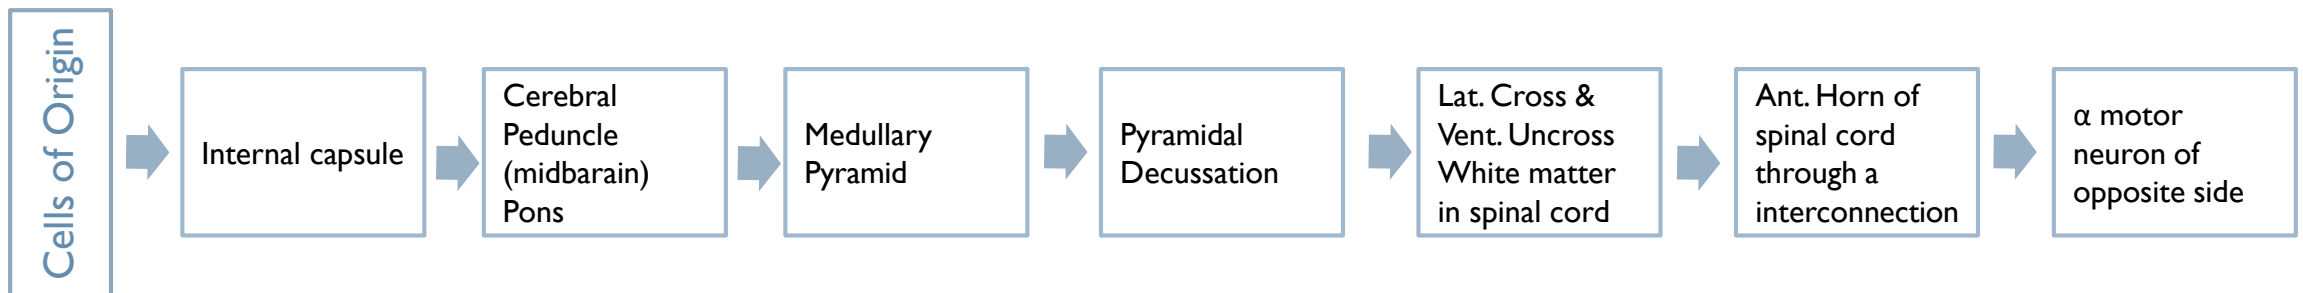 Cells of Origin
Internal capsule
Cerebral
Peduncle
(midbarain)
Pons
Medullary
Pyramid
Pyramidal
Decussation
Lat. Cross &
Vent. Uncross
White matter
in spinal cord
Ant. Horn of
spinal cord
through a
interconnection
α motor
neuron of
opposite side